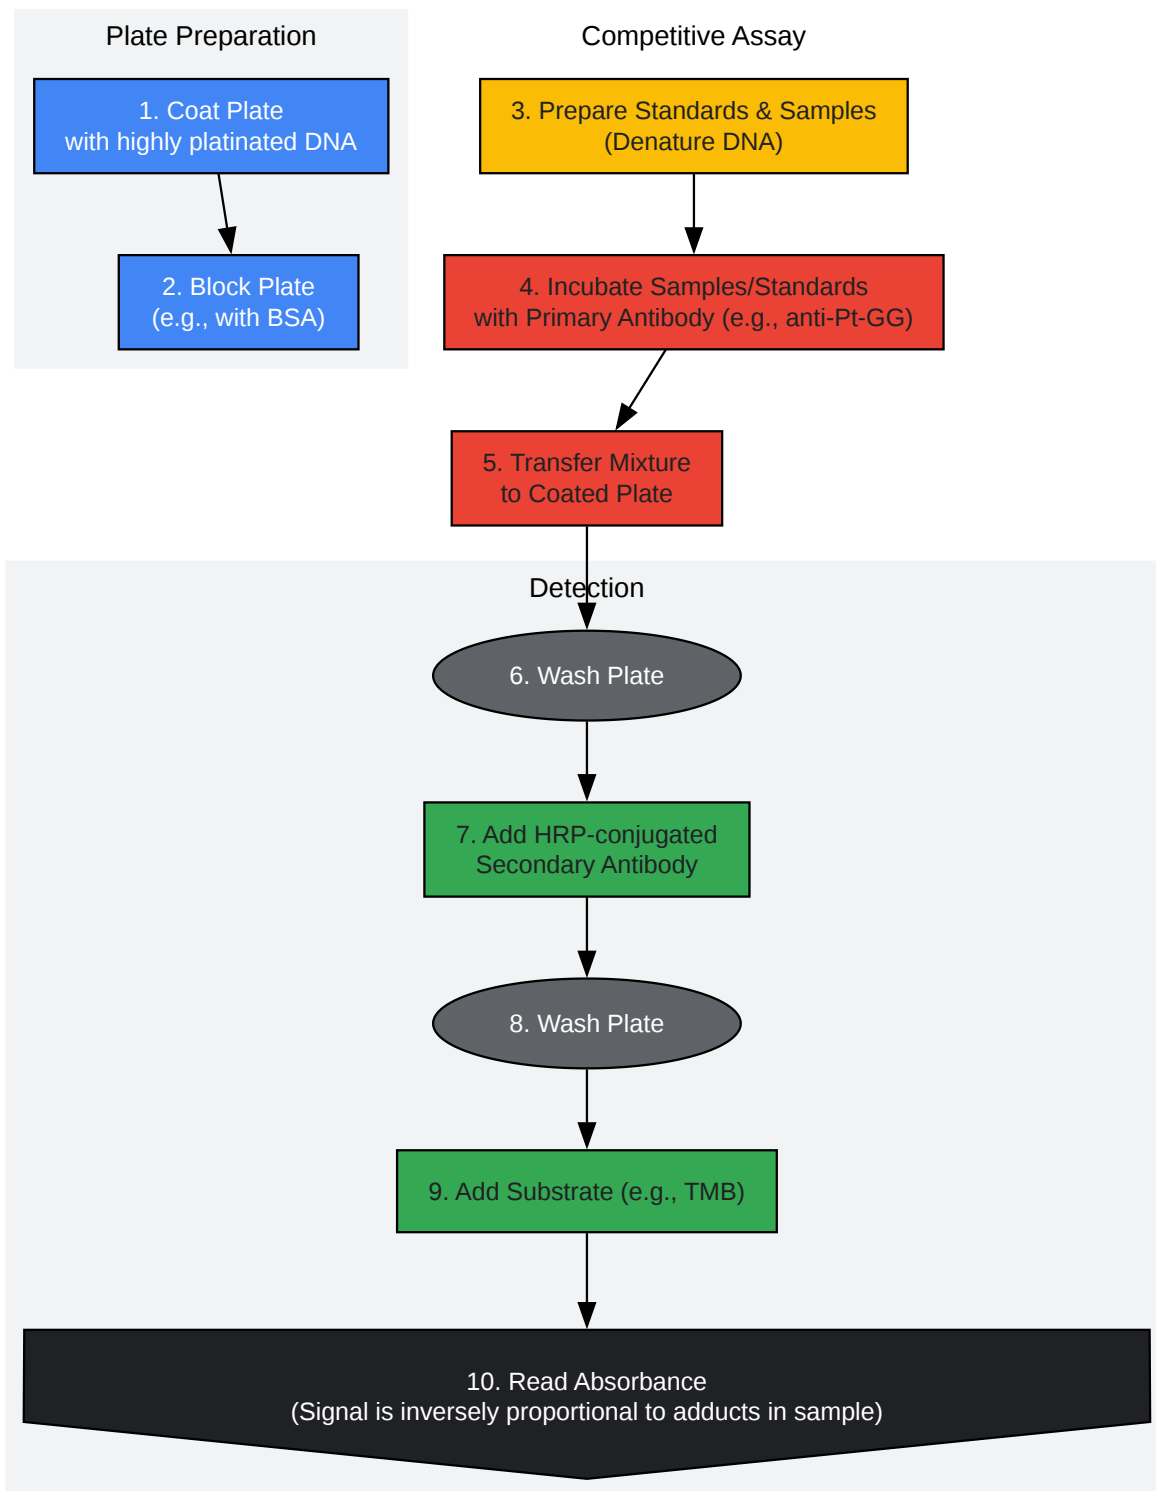 Plate Preparation
1. Coat Plate
with highly platinated DNA
2. Block Plate
(e.g., with BSA)
Competitive Assay
3. Prepare Standards & Samples
(Denature DNA)
4. Incubate Samples/Standards
with Primary Antibody (e.g., anti-Pt-GG)
5. Transfer Mixture
to Coated Plate
Detection
6. Wash Plate
7. Add HRP-conjugated
Secondary Antibody
8. Wash Plate
9. Add Substrate (e.g., TMB)
10. Read Absorbance
(Signal is inversely proportional to adducts in sample)